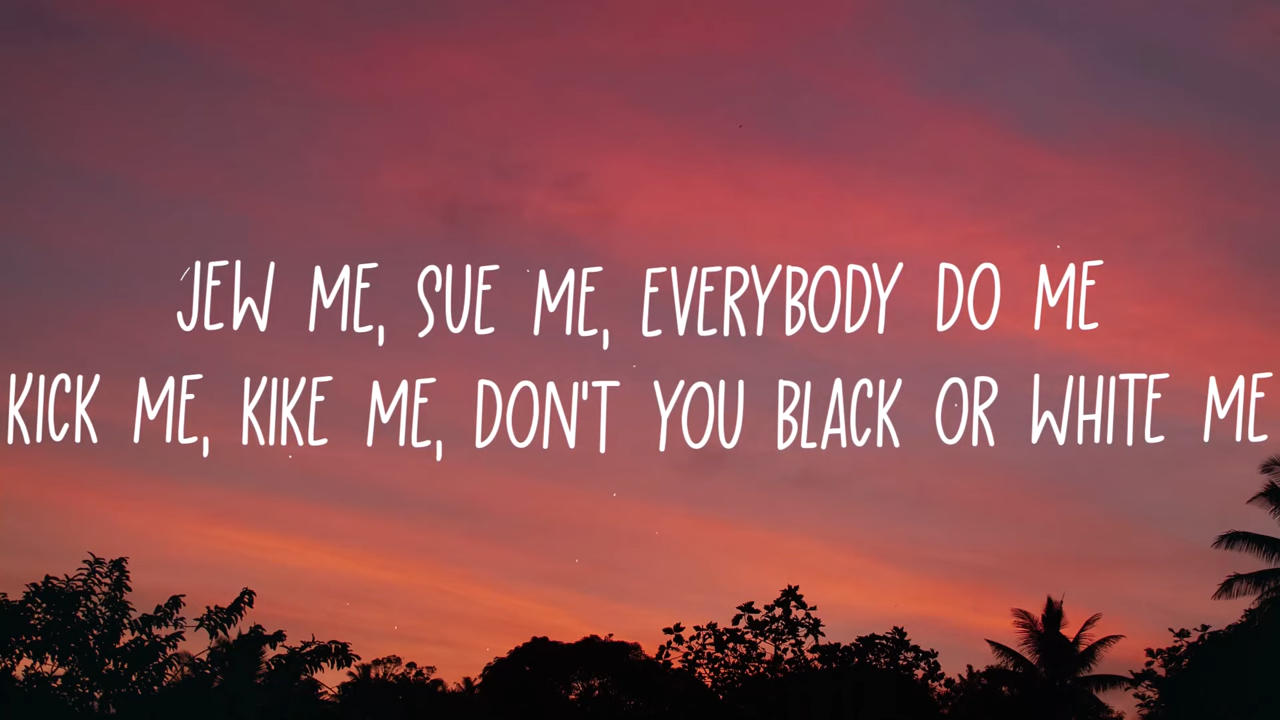 JEW ME, SUE ME, EVERYBODY DO ME
KICK ME, KIKE ME, DON'T YOU BLACK OR WHITE ME